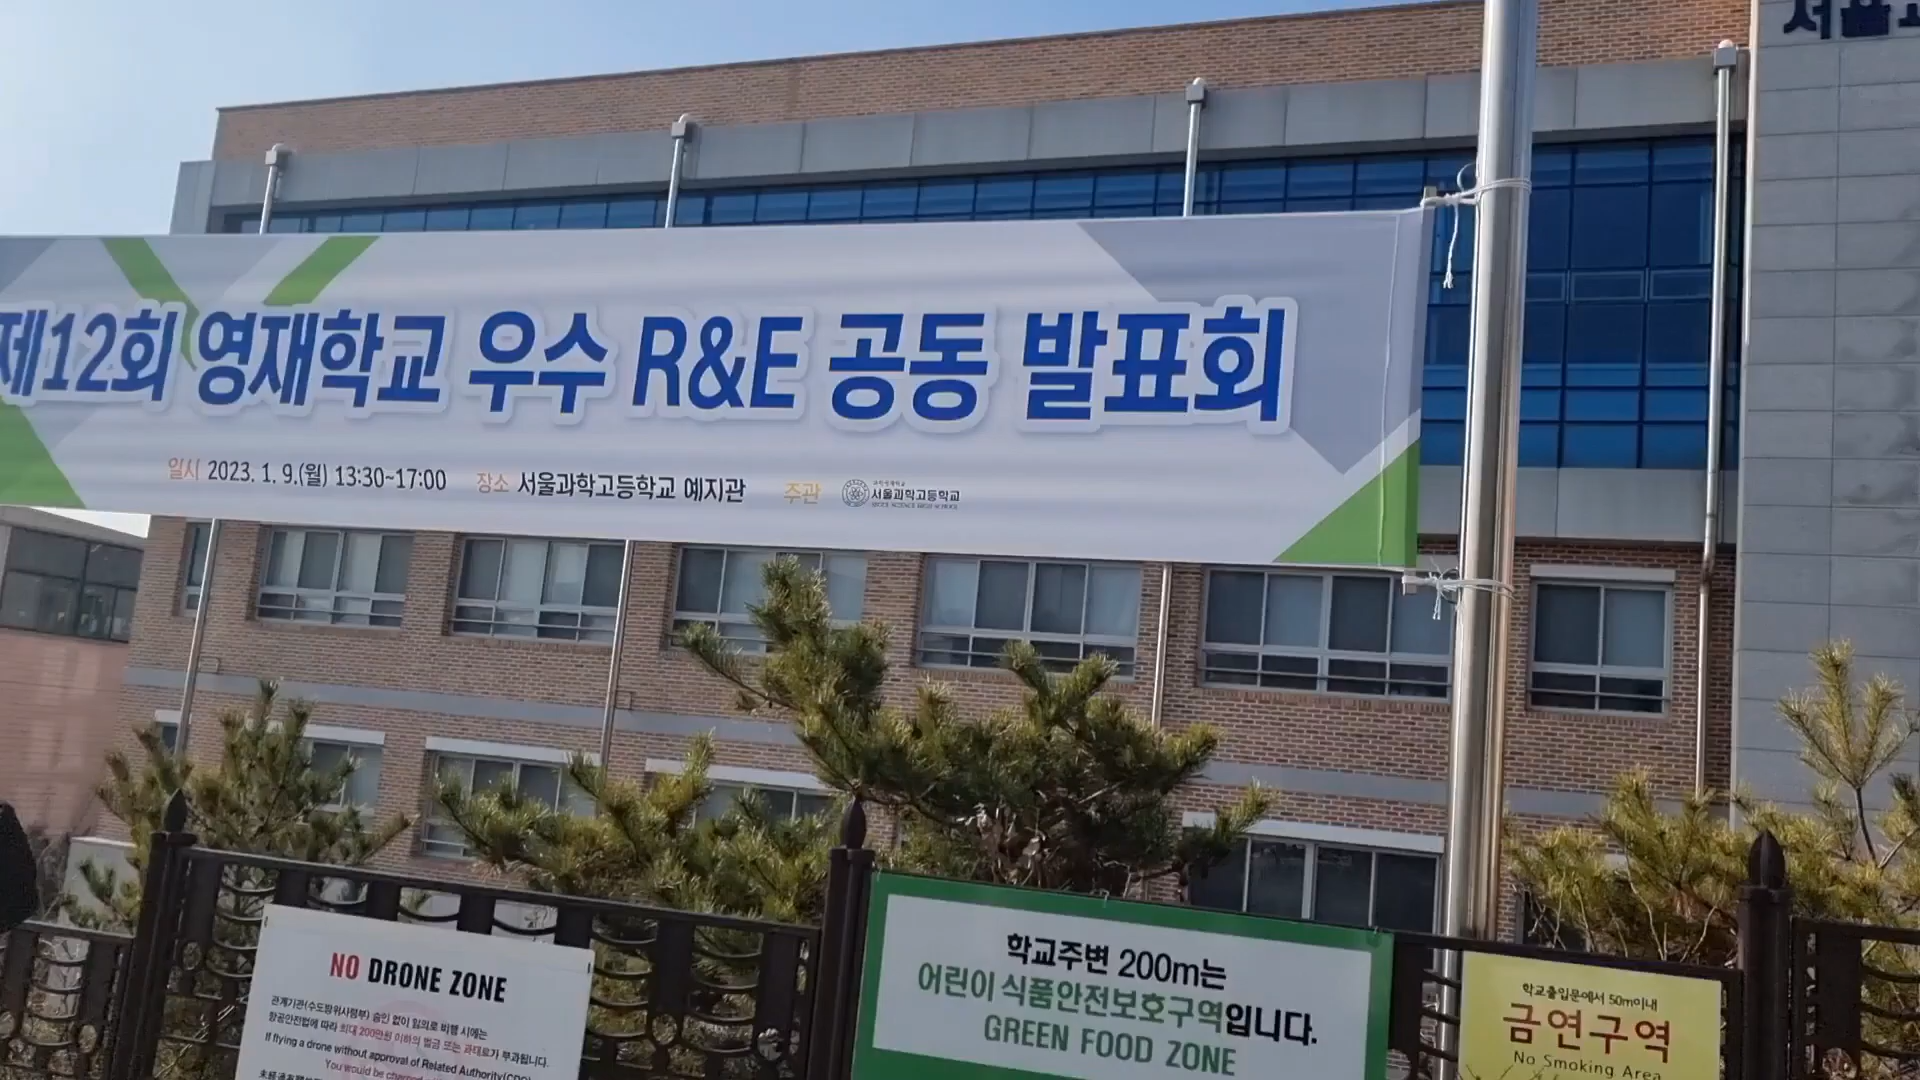 서울고
제12회 영재학교 우수 R&E 공동 발표회
일시 2023. 1. 9.(월) 13:30~17:00 장소 서울과학고등학교 예지관 주관 서울과학고등학교
SEOUL SCIENCE HIGH SCHOOL
NO DRONE ZONE
관계기관(수도방위사령부) 승인 없이 임의로 비행 시에는
항공안전법에 따라 최대 200만원 이하의 벌금 또는 과태료가 부과됩니다.
If flying a drone without approval of Related Authority(CDC)
You would be charged
학교주변 200m는
어린이 식품안전보호구역입니다.
GREEN FOOD ZONE
학교출입문에서 50m이내
금연구역
No Smoking Area